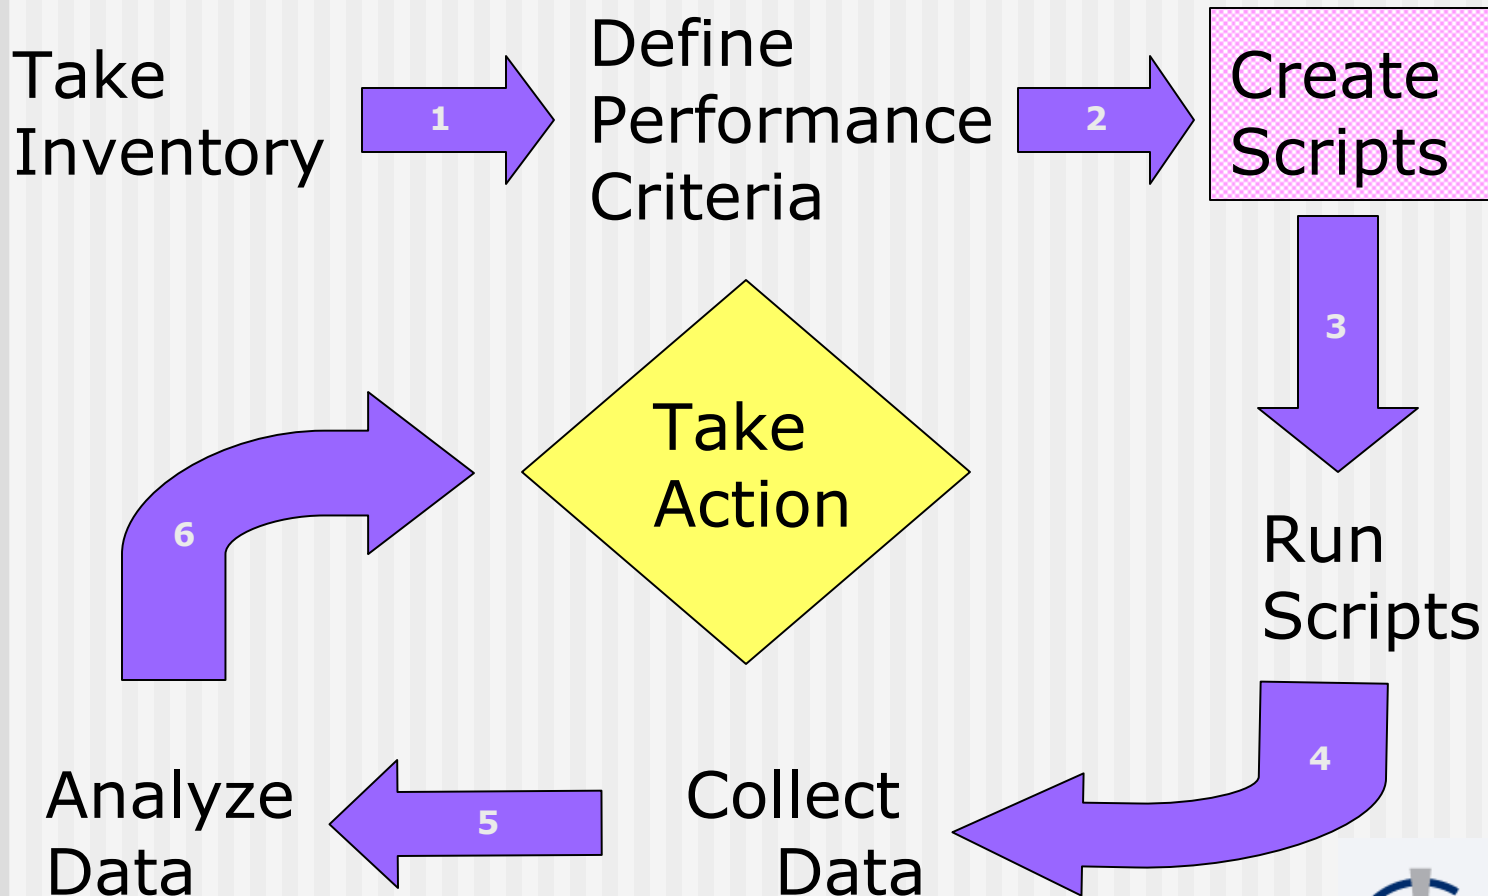 Take
Inventory
1
Define
Performance
Criteria
2
Create
Scripts
3
Run
Scripts
4
Collect
Data
5
Analyze
Data
6
Take
Action